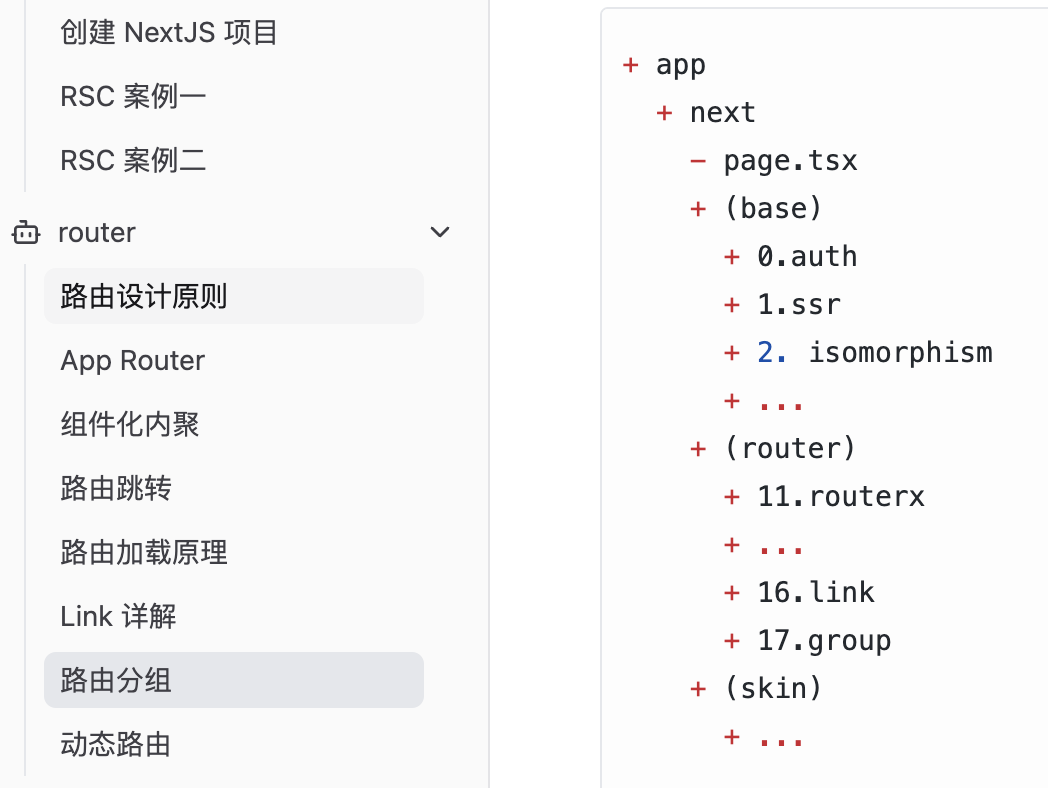 创建 NextJS 项目
RSC 案例一
RSC 案例二
router
路由设计原则
App Router
组件化内聚
路由跳转
路由加载原理
Link 详解
路由分组
动态路由
+ app
+ next
- page.tsx
+ (base)
+ 0.auth
+ 1.ssr
+ 2. isomorphism
+ ...
+ (router)
+ 11.routerx
+ ...
+ 16.link
+ 17.group
+ (skin)
+ ...